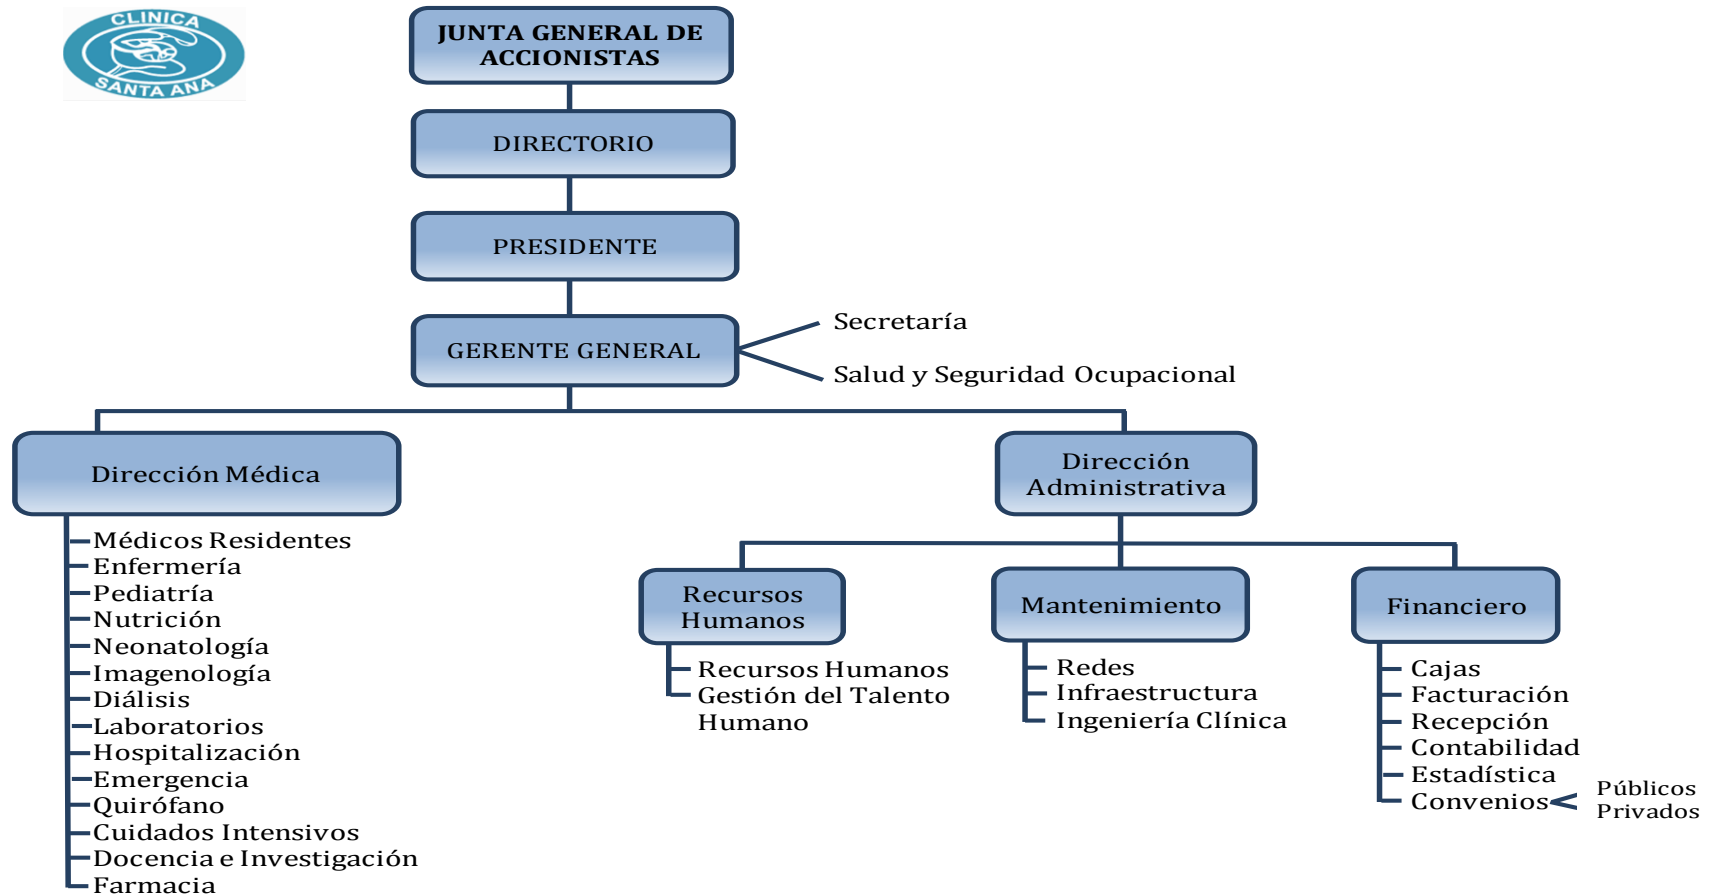 CLINICA
SANTA ANA
JUNTA GENERAL DE
ACCIONISTAS
DIRECTORIO
PRESIDENTE
GERENTE GENERAL
Secretaría
Salud y Seguridad Ocupacional
Dirección Médica
Dirección
Administrativa
Médicos Residentes
Enfermería
Pediatría
Nutrición
Neonatología
Imagenología
Diálisis
Laboratorios
Hospitalización
Emergencia
Quirófano
Cuidados Intensivos
Docencia e Investigación
Farmacia
Recursos
Humanos
Recursos Humanos
Gestión del Talento
Humano
Mantenimiento
Redes
Infraestructura
Ingeniería Clínica
Financiero
Cajas
Facturación
Recepción
Contabilidad
Estadística
Convenios
Públicos
Privados